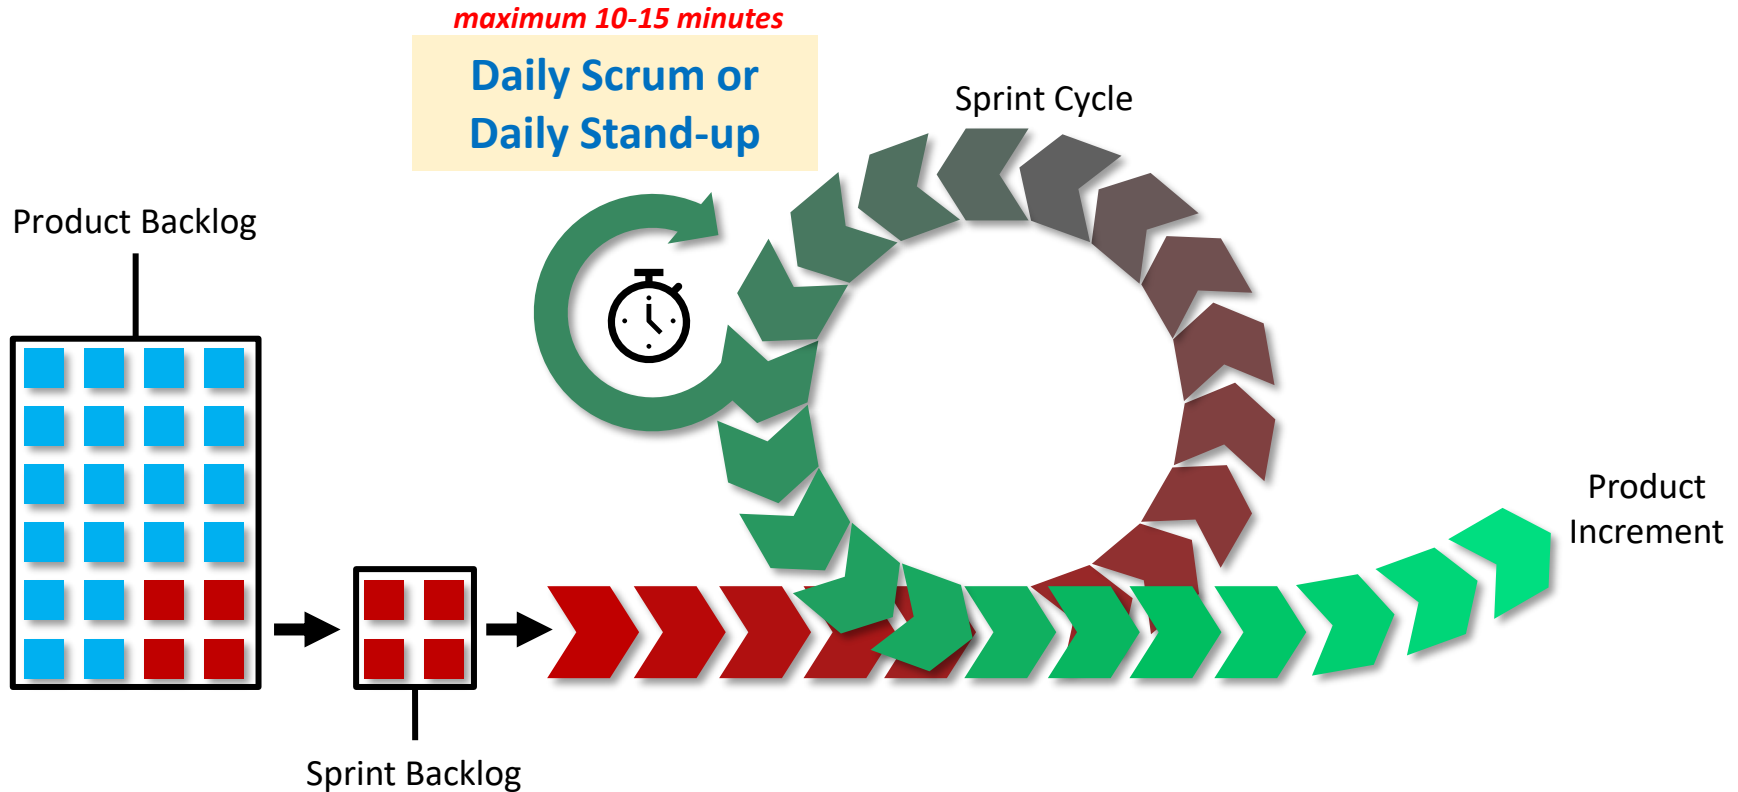 maximum 10-15 minutes
Daily Scrum or
Daily Stand-up
Sprint Cycle
Product Backlog
Product
Increment
Sprint Backlog